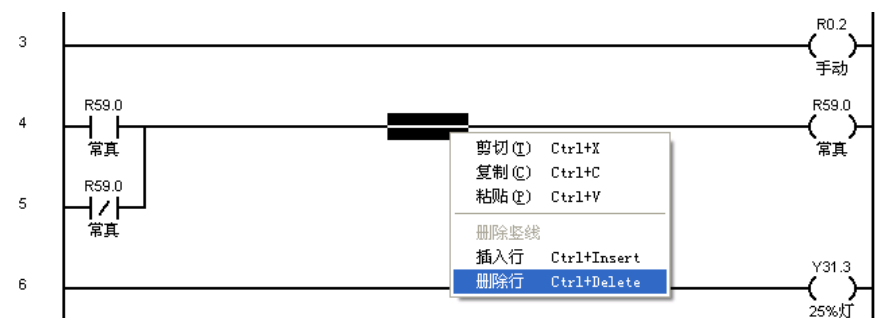 R0.2
3
手动
R59.0
R59.0
4
常真
常真
剪切(T) Ctrl+X
复制(C) Ctrl+C
粘贴(P) Ctrl+V
R59.0
5
常真
删除竖线
插入行 Ctrl+Insert
删除行 Ctrl+Delete
Y31.3
6
25%灯